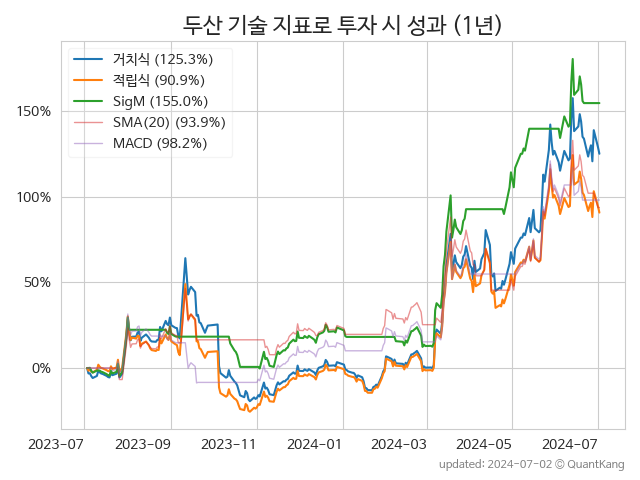 두산 기술 지표로 투자 시 성과 (1년)
거치식 (125.3%)
적립식 (90.9%)
SigM (155.0%)
SMA(20) (93.9%)
MACD (98.2%)
150%
100%
50%
0%
2023-07 2023-09 2023-11 2024-01 2024-03 2024-05 2024-07
updated: 2024-07-02 © QuantKang